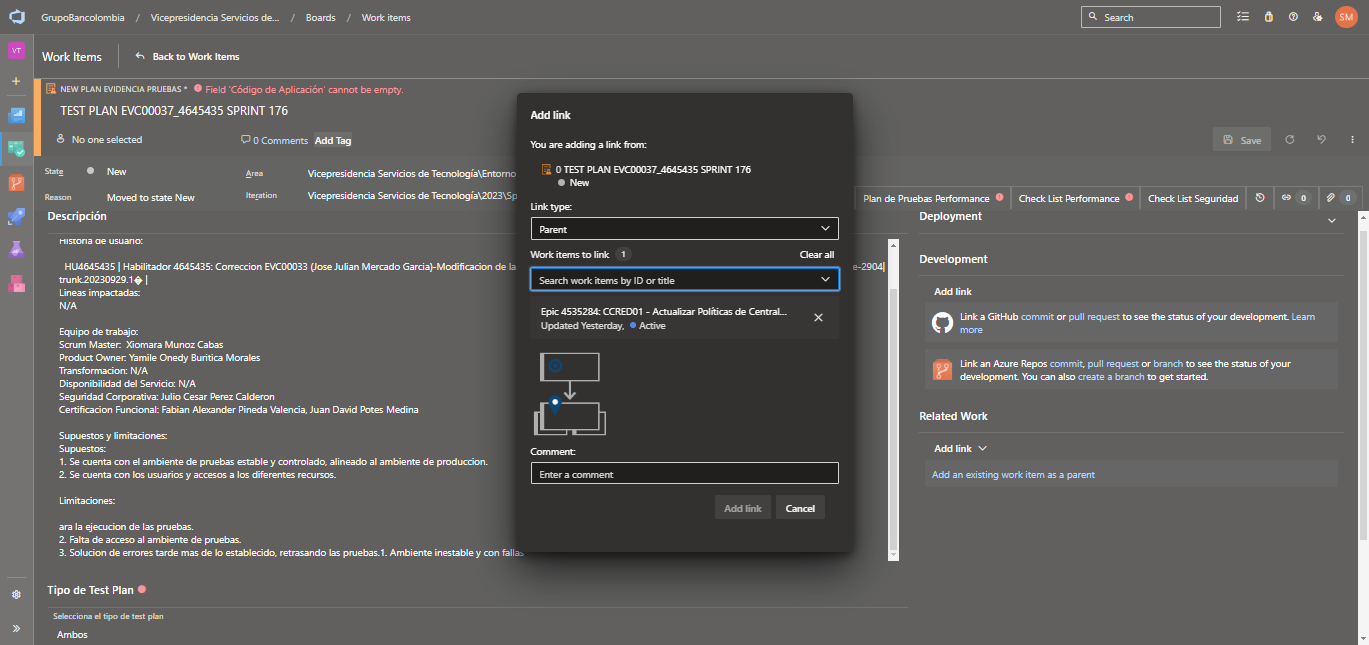 GrupoBancolombia / Vicepresidencia Servicios de... / Boards / Work items
Search
SM
VT
Work Items
Back to Work Items
NEW PLAN EVIDENCIA PRUEBAS * Field 'Código de Aplicación' cannot be empty.
TEST PLAN EVC00037_4645435 SPRINT 176
No one selected
0 Comments
Add Tag
Save
State
New
Area
Vicepresidencia Servicios de Tecnología\Entorno
Reason
Moved to state New
Iteration
Vicepresidencia Servicios de Tecnología\2023\Sp
Plan de Pruebas Performance
Check List Performance
Check List Seguridad
0
0
Descripción
Historia de usuario:
HU4645435 | Habilitador 4645435: Correccion EVC00033 (Jose Julian Mercado Garcia)-Modificacion de la
e-2904|
trunk.20230929.1� |
Lineas impactadas:
N/A
Equipo de trabajo:
Scrum Master: Xiomara Munoz Cabas
Product Owner: Yamile Onedy Buritica Morales
Transformacion: N/A
Disponibilidad del Servicio: N/A
Seguridad Corporativa: Julio Cesar Perez Calderon
Certificacion Funcional: Fabian Alexander Pineda Valencia, Juan David Potes Medina
Supuestos y limitaciones:
Supuestos:
1. Se cuenta con el ambiente de pruebas estable y controlado, alineado al ambiente de produccion.
2. Se cuenta con los usuarios y accesos a los diferentes recursos.
Limitaciones:
ara la ejecucion de las pruebas.
2. Falta de acceso al ambiente de pruebas.
3. Solucion de errores tarde mas de lo establecido, retrasando las pruebas.1. Ambiente inestable y con fallas
Tipo de Test Plan
Selecciona el tipo de test plan
Ambos
Add link
You are adding a link from:
0 TEST PLAN EVC00037_4645435 SPRINT 176
New
Link type:
Parent
Work items to link 1
Clear all
Search work items by ID or title
Epic 4535284: CCRED01 - Actualizar Políticas de Central...
Updated Yesterday, Active
Comment:
Enter a comment
Add link
Cancel
Deployment
Development
Add link
Link a GitHub commit or pull request to see the status of your development. Learn
more
Link an Azure Repos commit, pull request or branch to see the status of your
development. You can also create a branch to get started.
Related Work
Add link
Add an existing work item as a parent